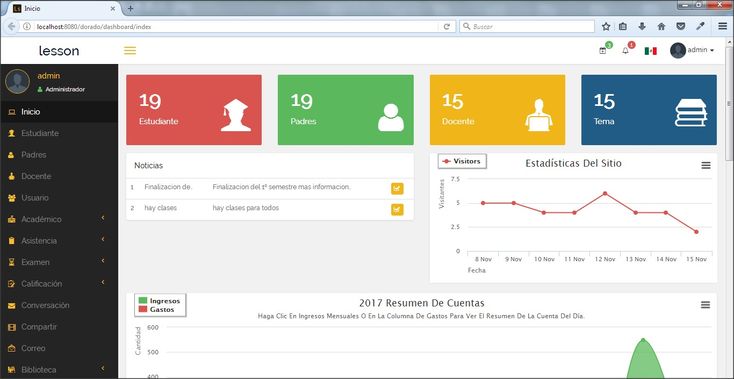 Inicio
localhost:8080/dorado/dashboard/index
Buscar
lesson
3
1
admin
admin
Administrador
Inicio
Estudiante
Padres
Docente
Usuario
Académico
Asistencia
Examen
Calificación
Conversación
Compartir
Correo
Biblioteca
19
Estudiante
19
Padres
15
Docente
15
Tema
Noticias
1 Finalizacion de. Finalizacion del 1º semestre mas informacion.
2 hay clases hay clases para todos
Visitors
Estadísticas Del Sitio
Visitantes
7.5
5
2.5
0
8 Nov 9 Nov 10 Nov 11 Nov 12 Nov 13 Nov 14 Nov 15 Nov
Fecha
Ingresos
Gastos
2017 Resumen De Cuentas
Haga Clic En Ingresos Mensuales O En La Columna De Gastos Para Ver El Resumen De La Cuenta Del Día.
Cantidad
600
500
400